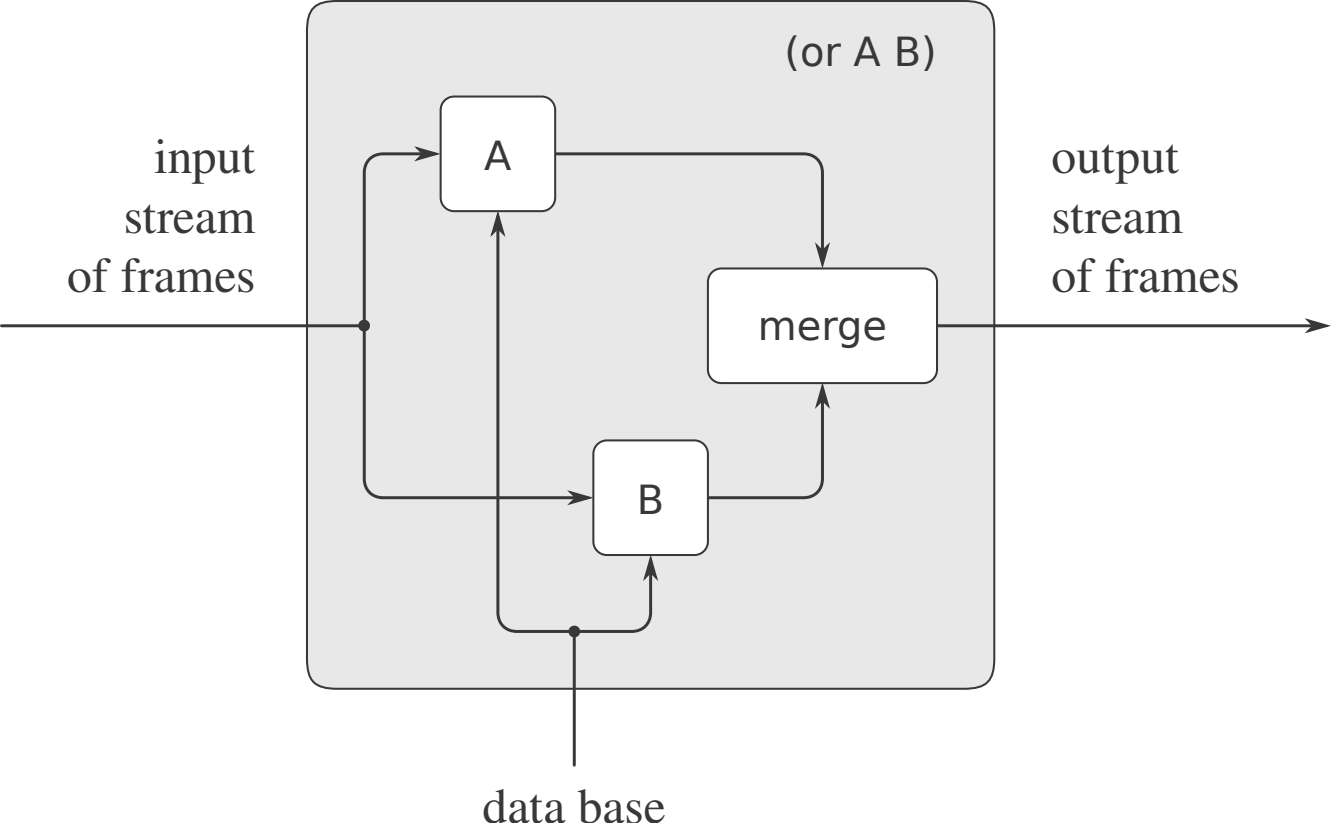 (or A B)
input
stream
of frames
A
output
stream
of frames
merge
B
data base